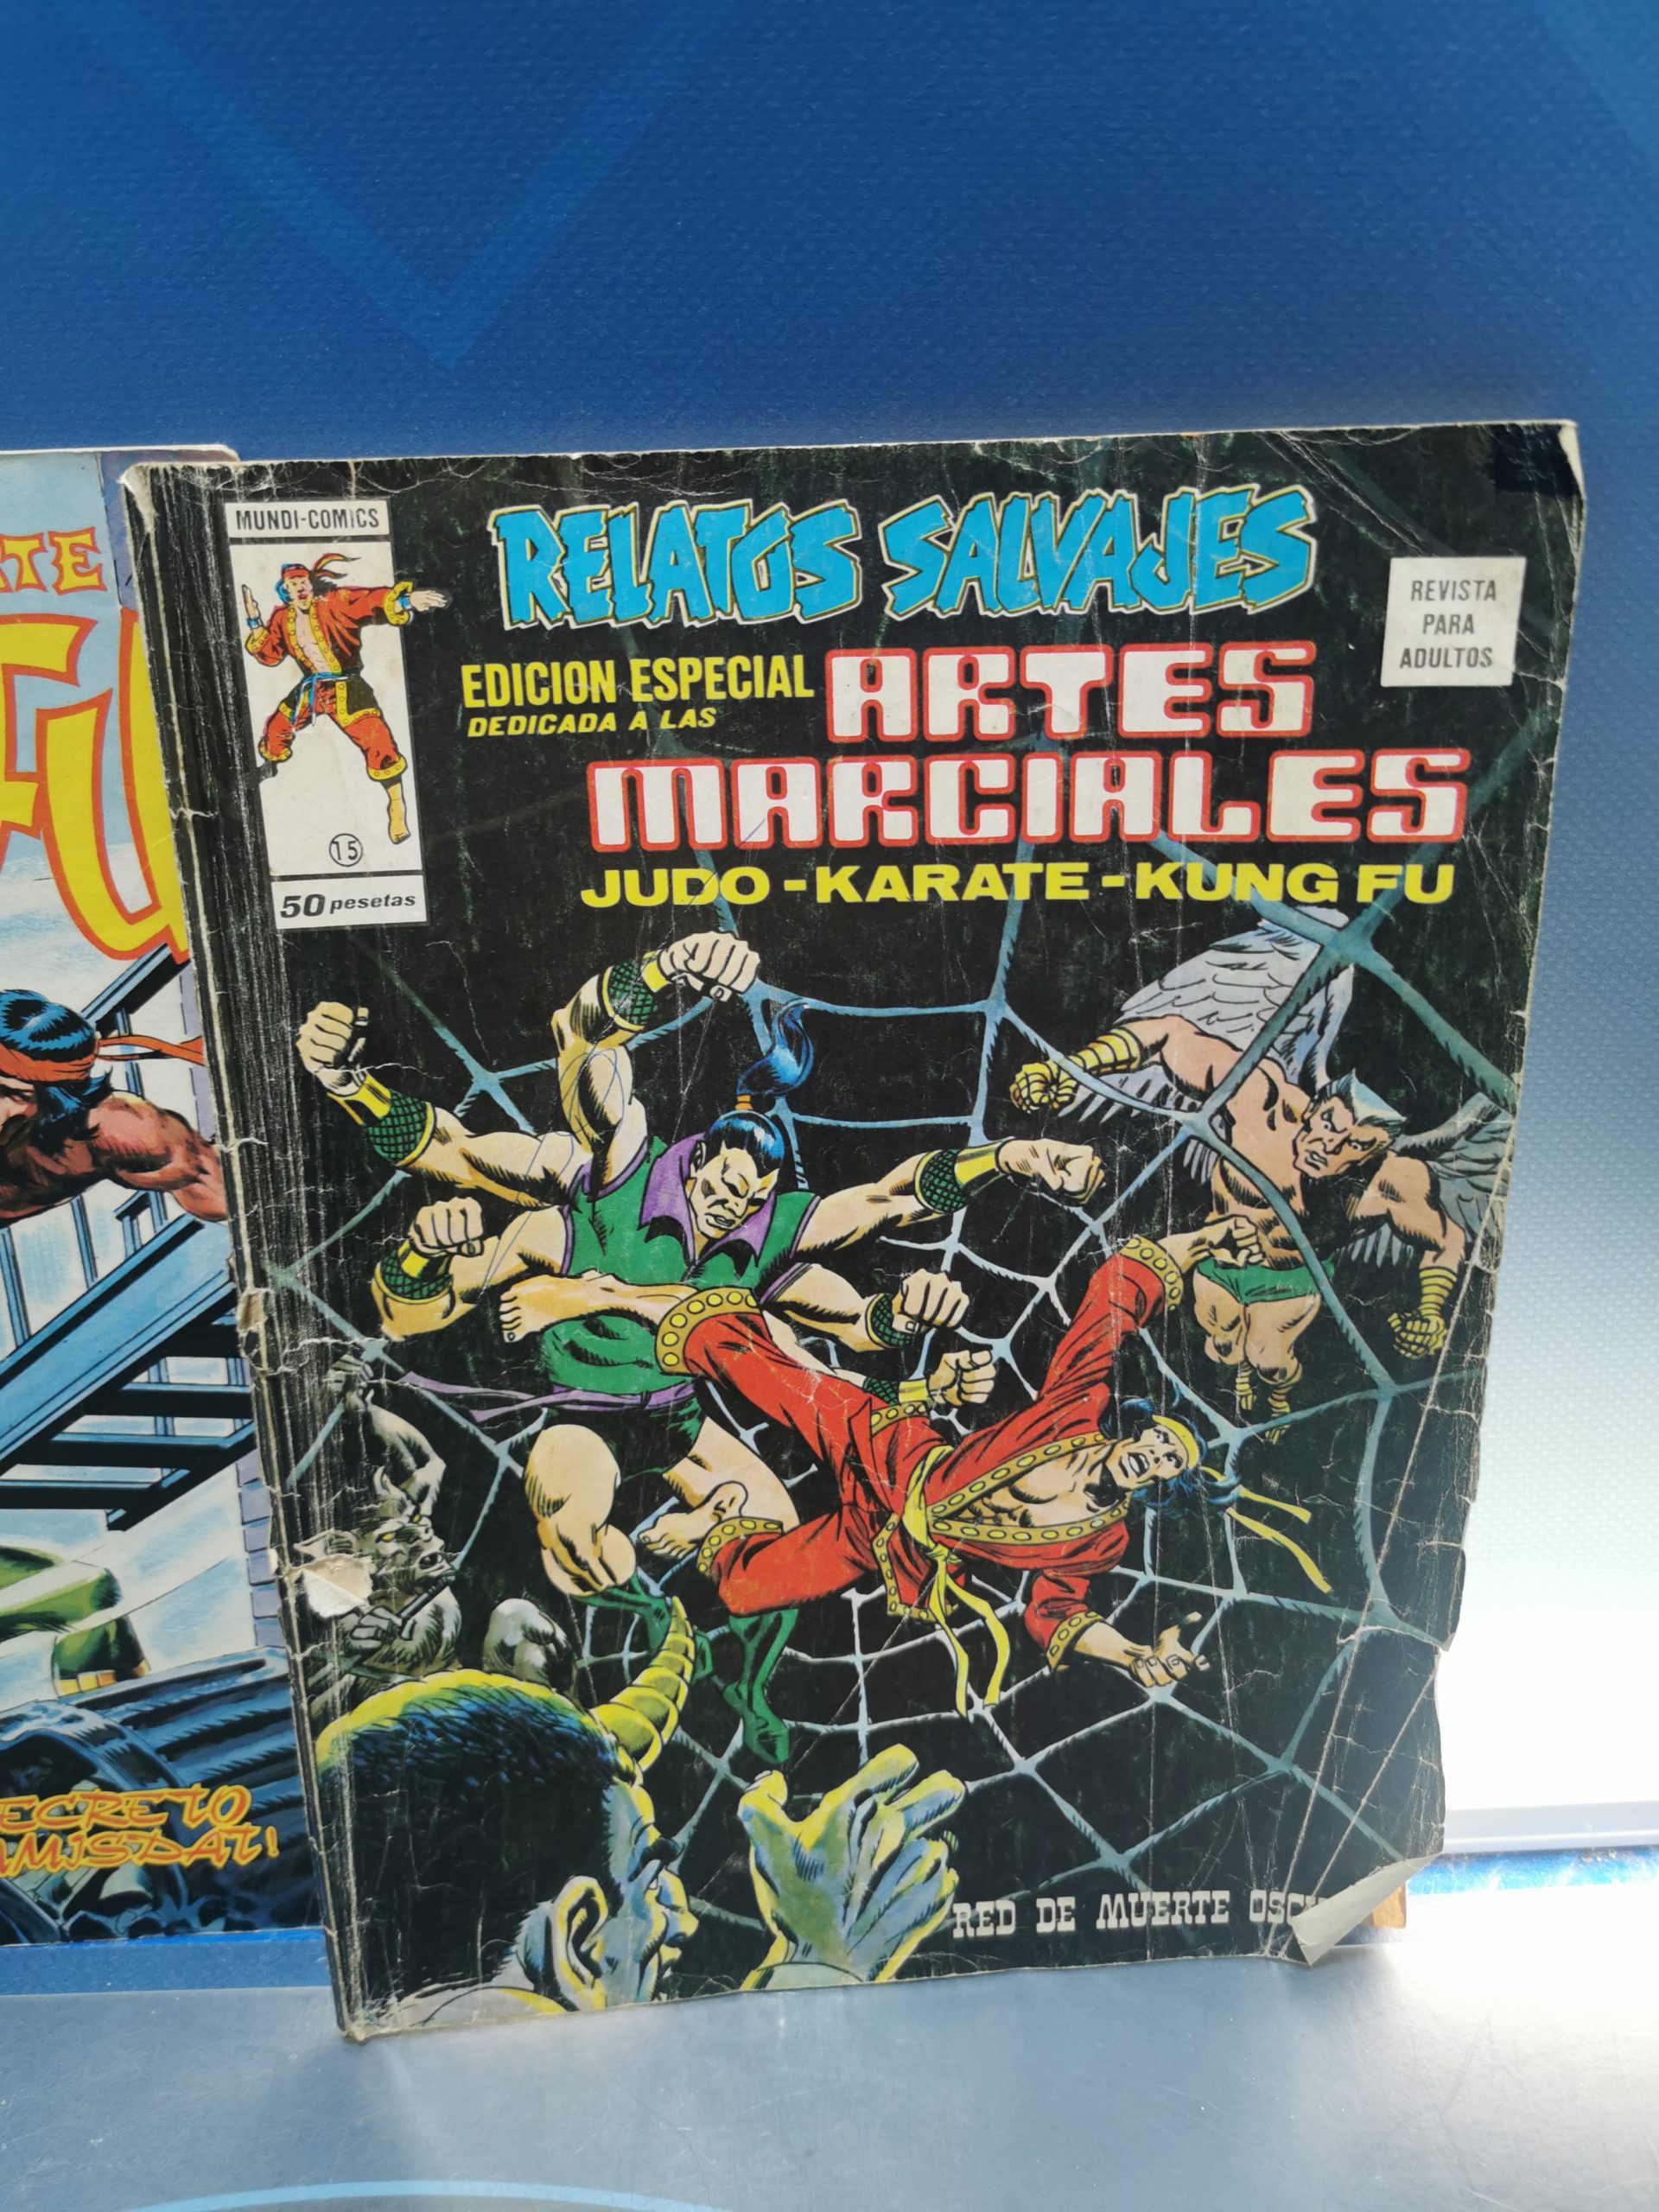 MUNDI-COMICS
15
50 pesetas
RELATOS SALVAJES
EDICION ESPECIAL
DEDICADA A LAS
ARTES
MARCIALES
JUDO - KARATE - KUNG FU
REVISTA
PARA
ADULTOS
RED DE MUERTE